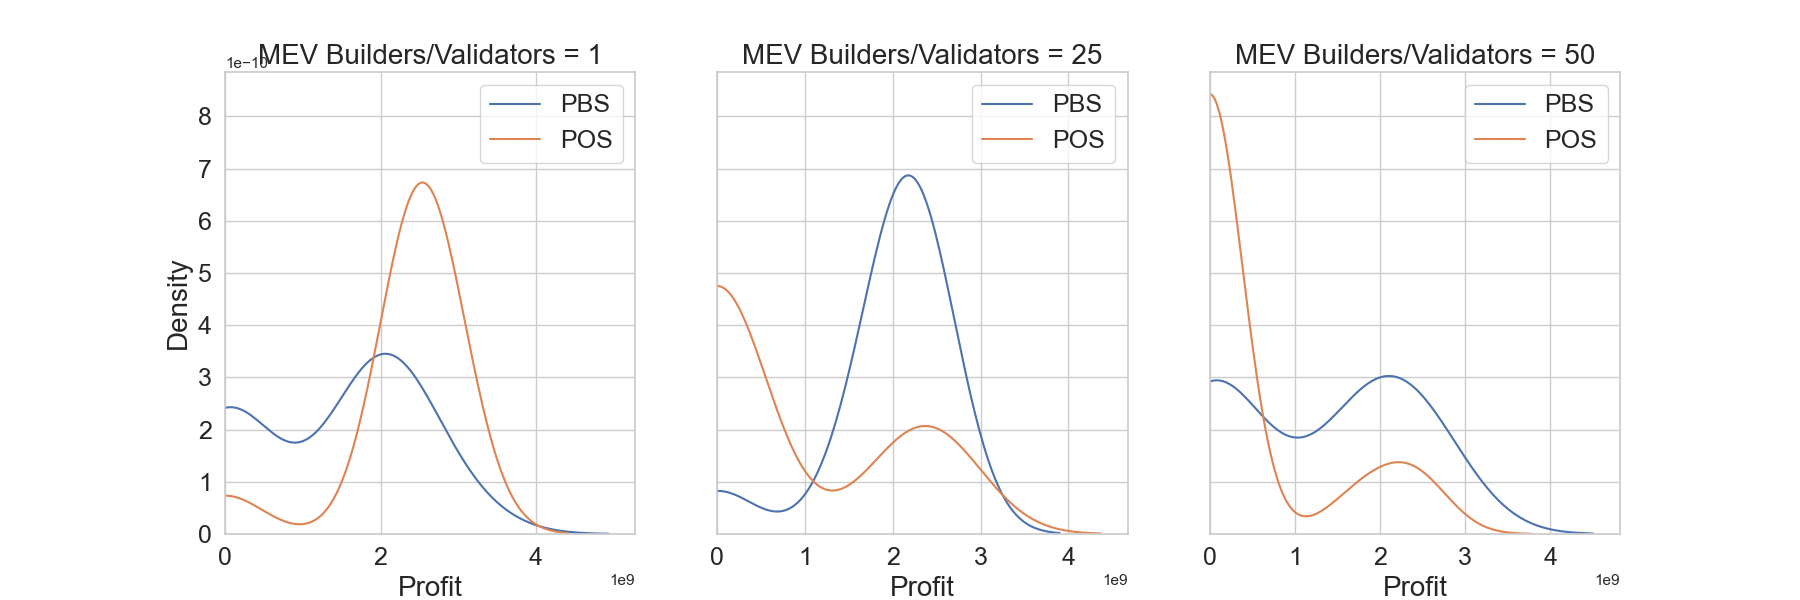 MEV Builders/Validators = 1
MEV Builders/Validators = 25
MEV Builders/Validators = 50
1e−10
PBS
POS
PBS
POS
PBS
POS
Density
8
7
6
5
4
3
2
1
0
0 2 4
0 1 2 3 4
0 1 2 3 4
1e9
1e9
1e9
Profit
Profit
Profit